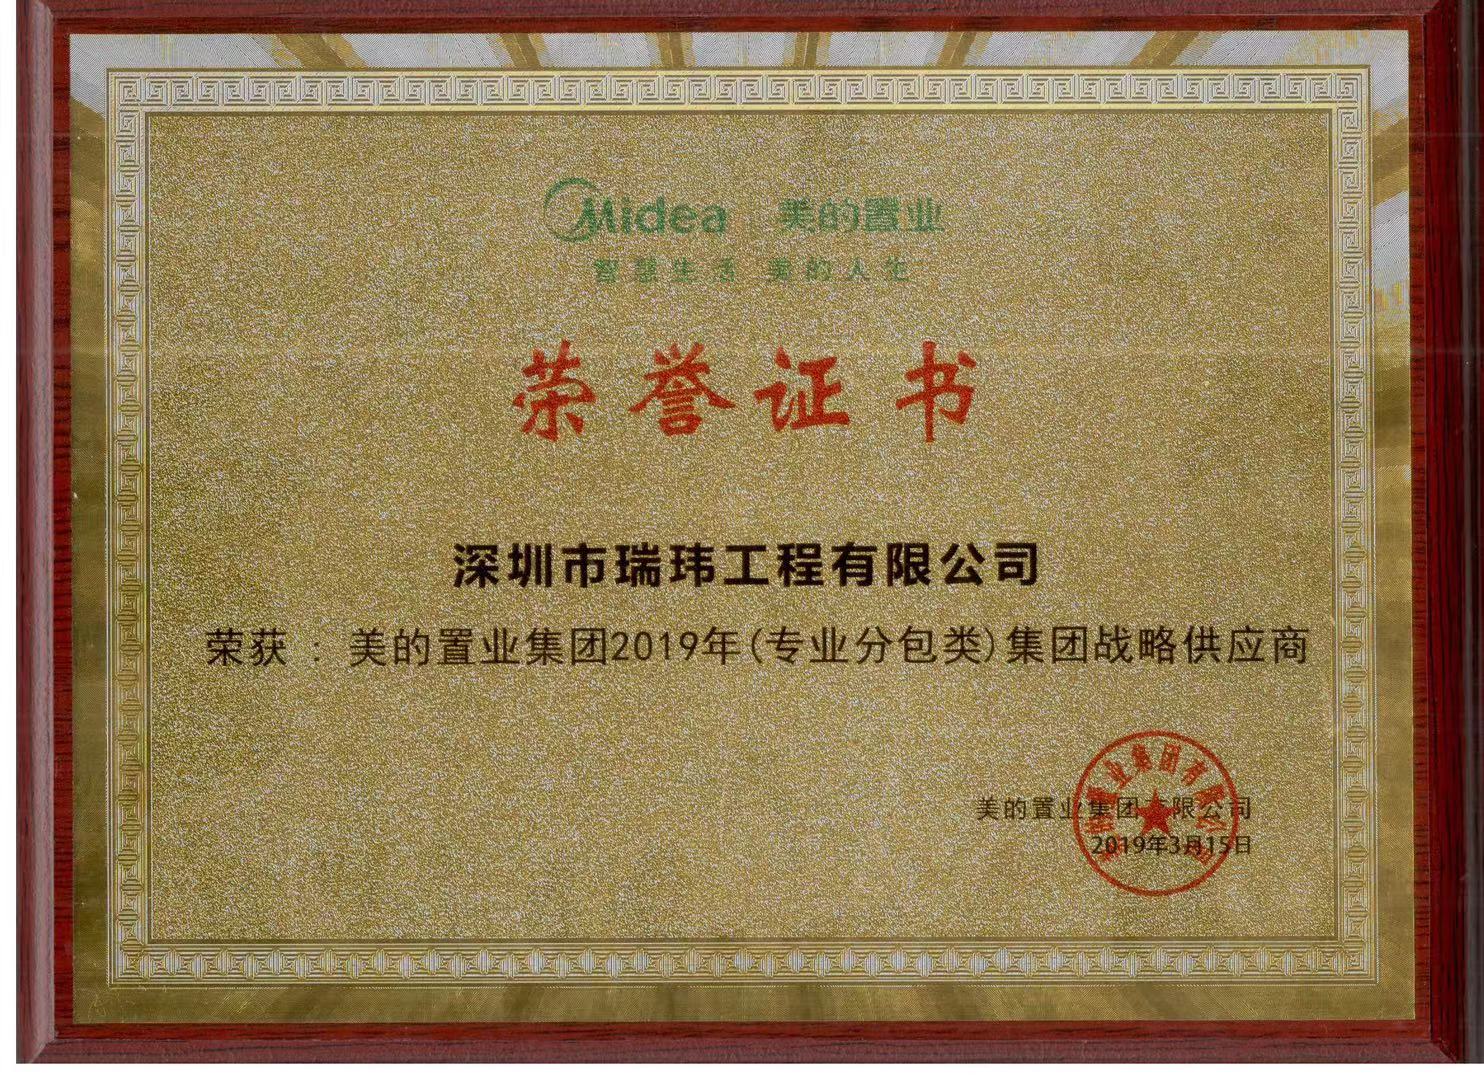 Midea 美的置业
智慧生活 美的人生
荣誉证书
深圳市瑞玮工程有限公司
荣获：美的置业集团2019年(专业分包类)集团战略供应商
美的置业集团有限公司
2019年3月15日